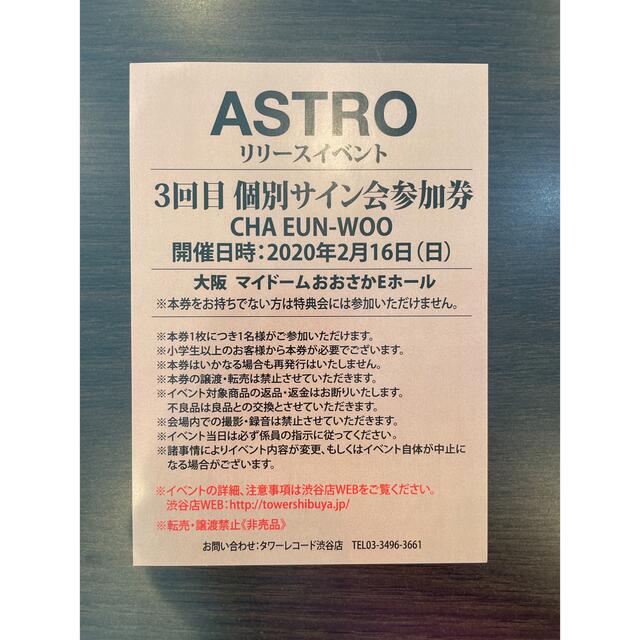 ASTRO
リリースイベント
3回目 個別サイン会参加券
CHA EUN-WOO
開催日時：2020年2月16日（日）
大阪 マイドームおおさかEホール
※本券をお持ちでない方は特典会には参加いただけません。
※本券1枚につき1名様がご参加いただけます。
※小学生以上のお客様から本券が必要でございます。
※本券はいかなる場合も再発行はいたしません。
※本券の譲渡・転売は禁止させていただきます。
※イベント対象商品の返品・返金はお断りいたします。
不良品は良品との交換とさせていただきます。
※会場内での撮影・録音は禁止させていただきます。
※イベント当日は必ず係員の指示に従ってください。
※諸事情によりイベント内容が変更、もしくはイベント自体が中止に
なる場合がございます。
※イベントの詳細、注意事項は渋谷店WEBをご覧ください。
渋谷店WEB：http://towershibuya.jp/
※転売・譲渡禁止《非売品》
お問い合わせ：タワーレコード渋谷店 TEL03-3496-3661